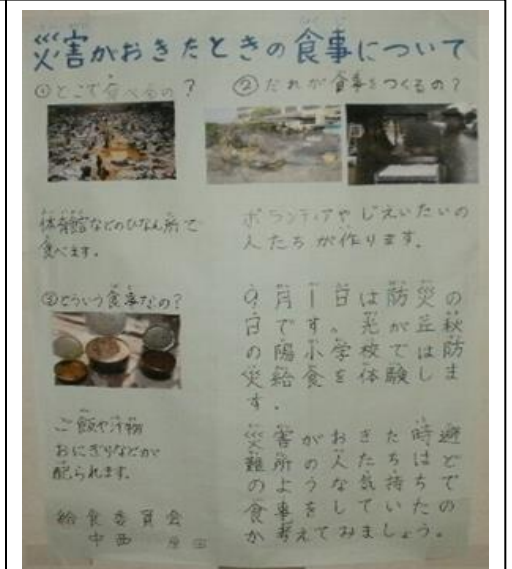 災害がおきたときの食事について
①どこで食べるの？
②だれが食事をつくるの？
体育館などのひなん所で
食べます。
ボランティアやじえいたいの
人たちが作ります。
③どういう食事なの？
ご飯や汁物
おにぎりなどが
配られます。
9月1日は防災の
日です。光が丘秋
の陽小学校では防
災給食を体験しま
す。
災害がおきた時避
難所の人たちはど
のような気持ちで
食事をしていたの
か考えてみましょう。
給食委員会
中西